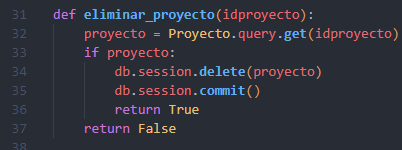 31 def eliminar_proyecto(idproyecto):
32 proyecto = Proyecto.query.get(idproyecto)
33 if proyecto:
34 db.session.delete(proyecto)
35 db.session.commit()
36 return True
37 return False
38